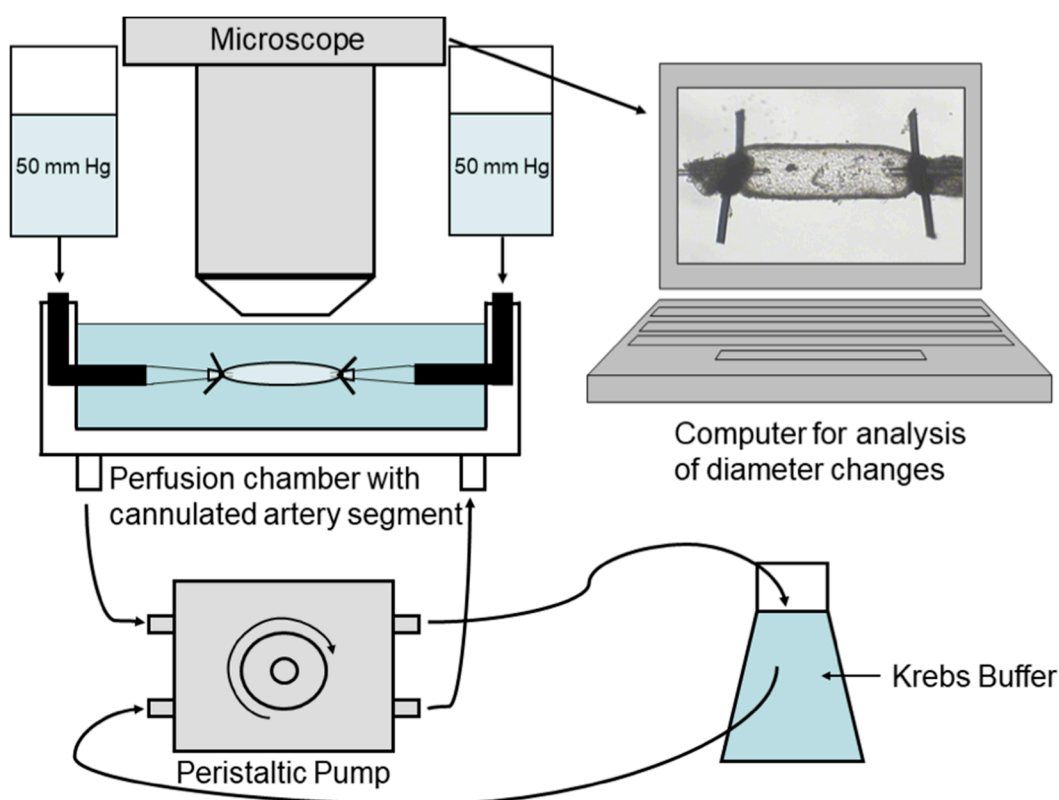 Microscope
50 mm Hg
50 mm Hg
Computer for analysis
of diameter changes
Perfusion chamber with
cannulated artery segment
Krebs Buffer
Peristaltic Pump